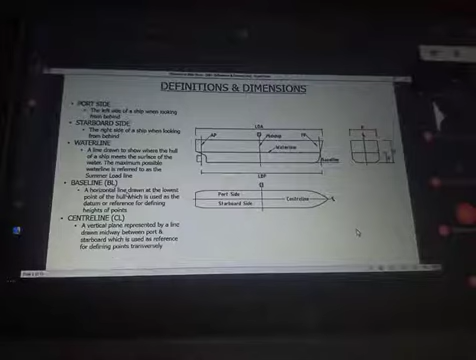 DEFINITIONS & DIMENSIONS
• PORT SIDE
– The left side of a ship when looking
from behind
• STARBOARD SIDE
– The right side of a ship when looking
from behind
• WATERLINE
– A line drawn to show where the hull
of a ship meets the surface of the
water. The maximum possible
waterline is referred to as the
Summer Load line
• BASELINE (BL)
– A horizontal line drawn at the lowest
point of the hull which is used as the
datum or reference for defining
heights of points
• CENTRELINE (CL)
– A vertical plane represented by a line
drawn midway between port &
starboard which is used as reference
for defining points transversely
LOA
AP
Midship
FP
Waterline
Baseline
LBP
Port Side
Centreline
Starboard Side